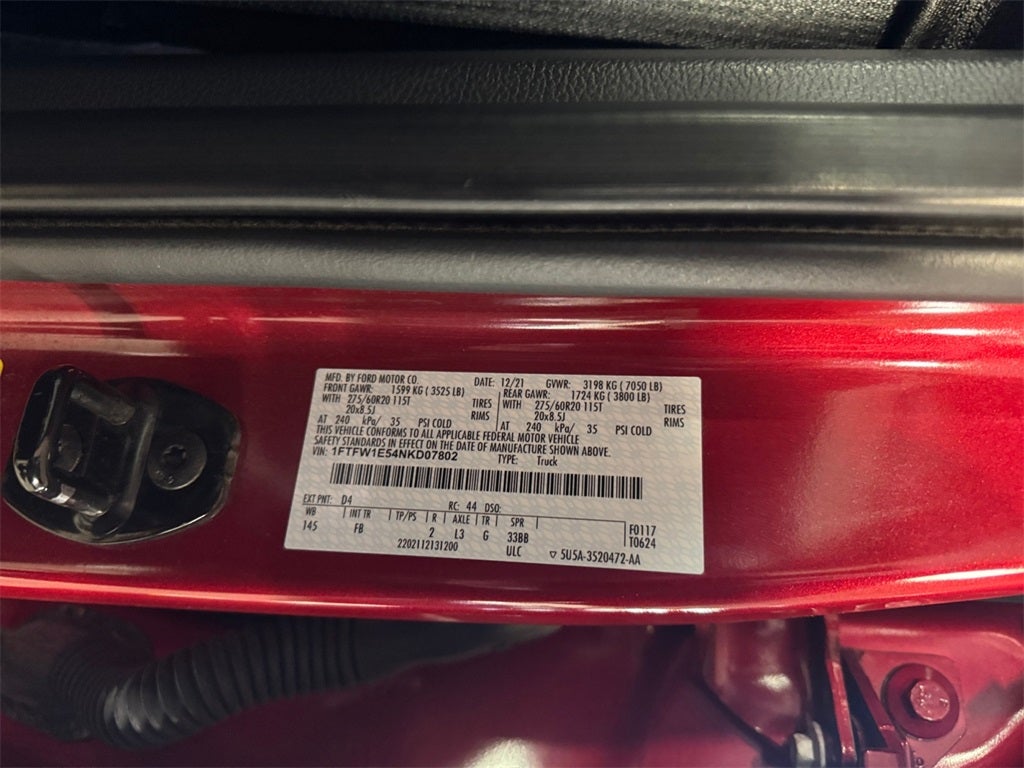 MFD. BY FORD MOTOR CO. DATE: 12/21 GVWR: 3198 KG ( 7050 LB)
FRONT GAWR: 1599 KG ( 3525 LB) REAR GAWR: 1724 KG ( 3800 LB)
WITH 275/60R20 115T TIRES WITH 275/60R20 115T TIRES
20x8.5J RIMS 20x8.5J RIMS
AT 240 kPa/ 35 PSI COLD AT 240 kPa/ 35 PSI COLD
THIS VEHICLE CONFORMS TO ALL APPLICABLE FEDERAL MOTOR VEHICLE
SAFETY STANDARDS IN EFFECT ON THE DATE OF MANUFACTURE SHOWN ABOVE.
VIN: 1FTFW1E54NKD07802 TYPE: Truck
EXT PNT: D4 RC: 44 DSO:
WB INT TR TP/PS R AXLE TR SPR F0117
145 FB 2 L3 G 33BB T0624
2202112131200 ULC ▽ 5U5A-3520472-AA